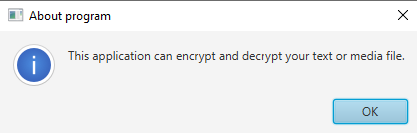 About program
This application can encrypt and decrypt your text or media file.
OK